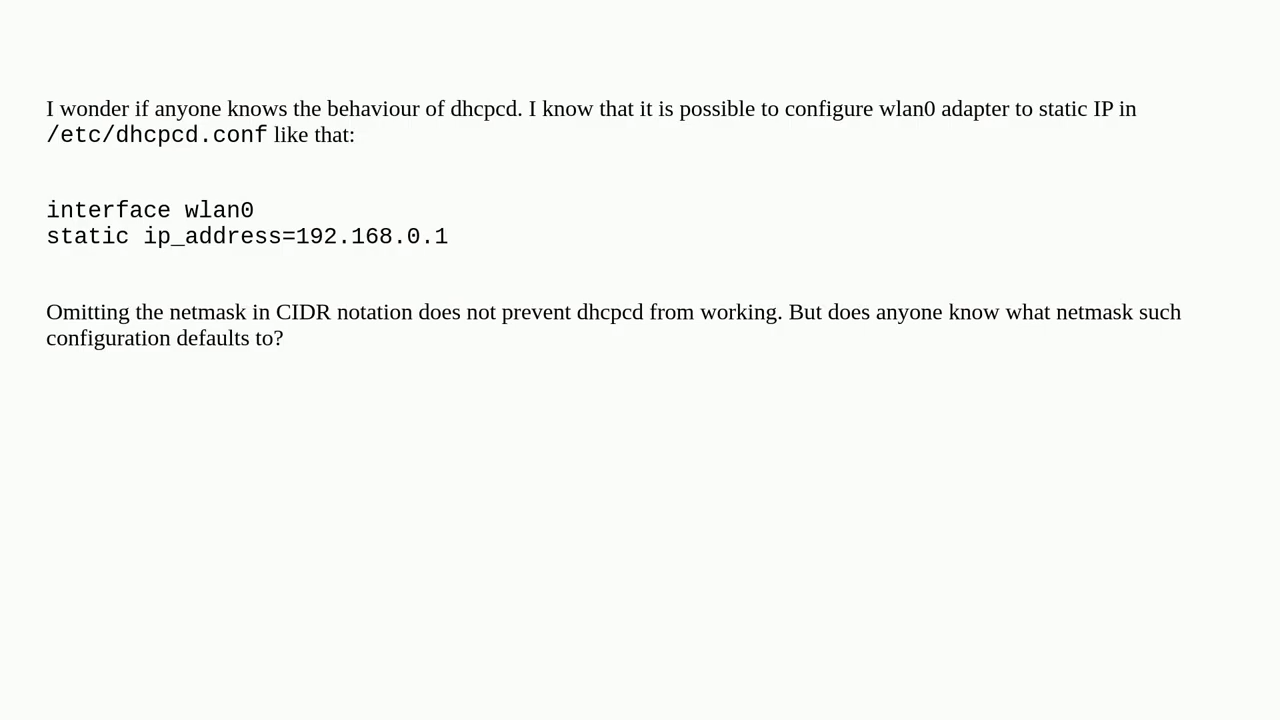 I wonder if anyone knows the behaviour of dhcpcd. I know that it is possible to configure wlan0 adapter to static IP in
/etc/dhcpcd.conf like that:
interface wlan0
static ip_address=192.168.0.1
Omitting the netmask in CIDR notation does not prevent dhcpcd from working. But does anyone know what netmask such
configuration defaults to?